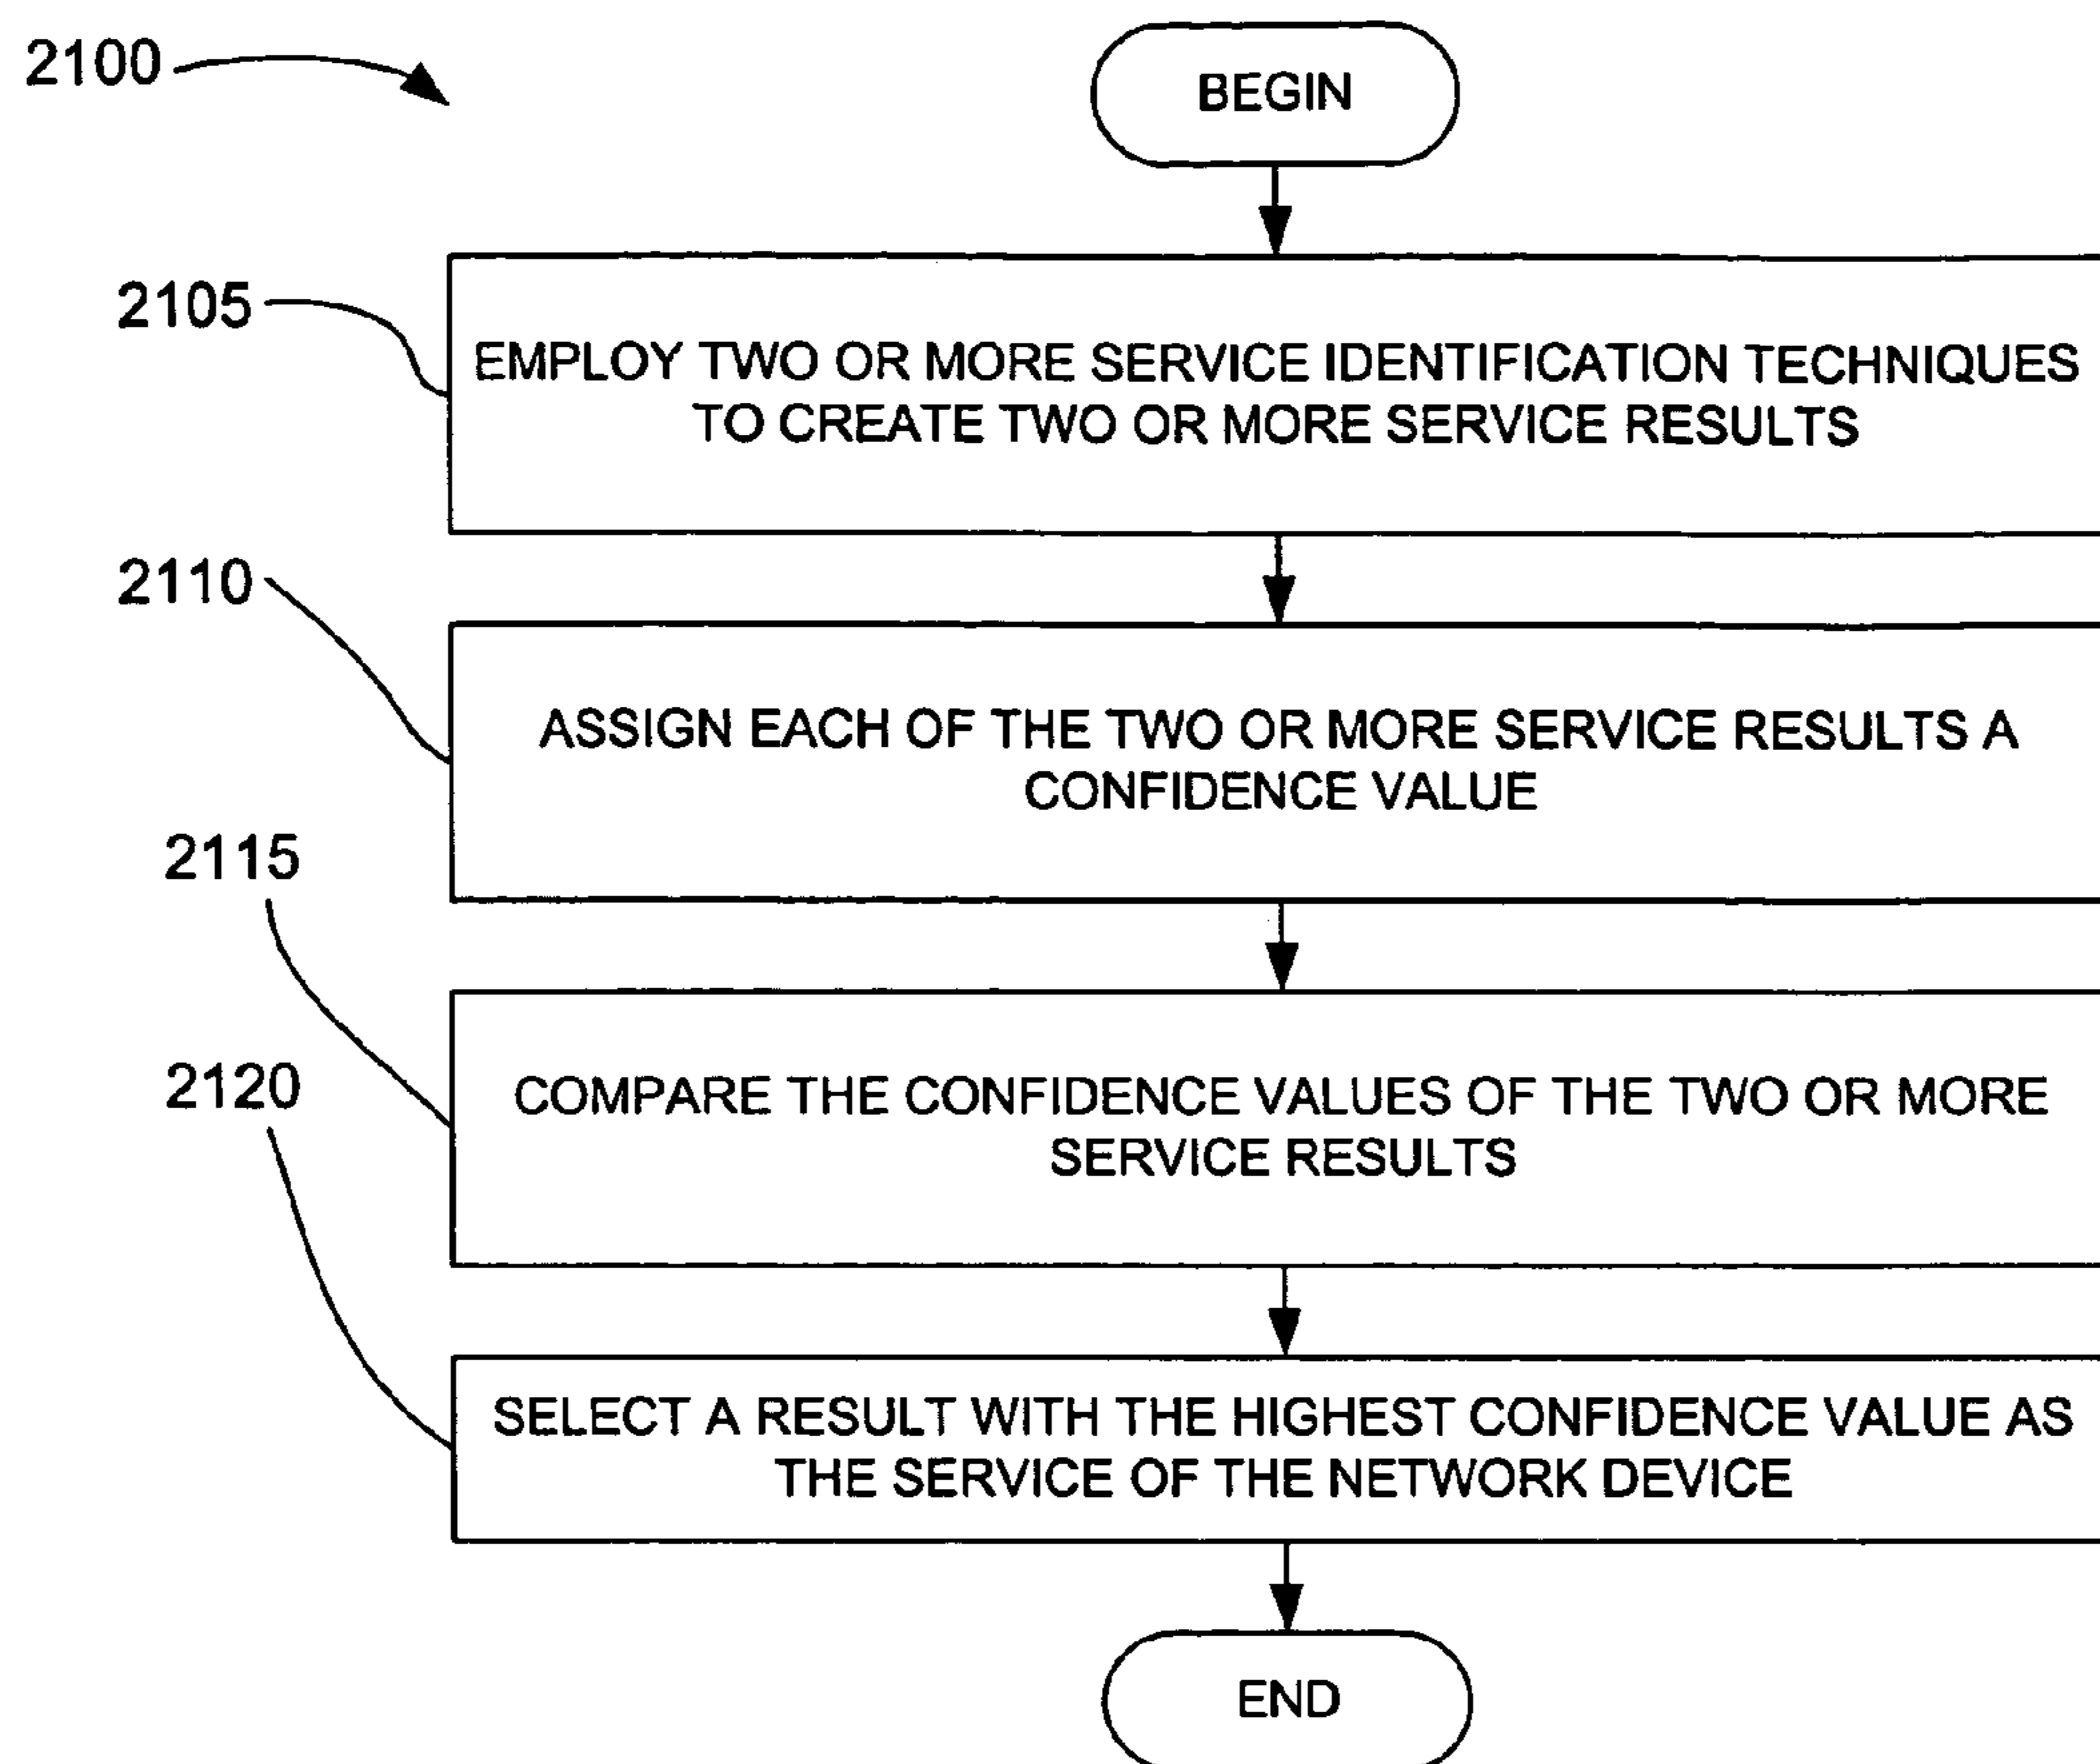 2100
BEGIN
2105
EMPLOY TWO OR MORE SERVICE IDENTIFICATION TECHNIQUES
TO CREATE TWO OR MORE SERVICE RESULTS
2110
ASSIGN EACH OF THE TWO OR MORE SERVICE RESULTS A
CONFIDENCE VALUE
2115
COMPARE THE CONFIDENCE VALUES OF THE TWO OR MORE
SERVICE RESULTS
2120
SELECT A RESULT WITH THE HIGHEST CONFIDENCE VALUE AS
THE SERVICE OF THE NETWORK DEVICE
END